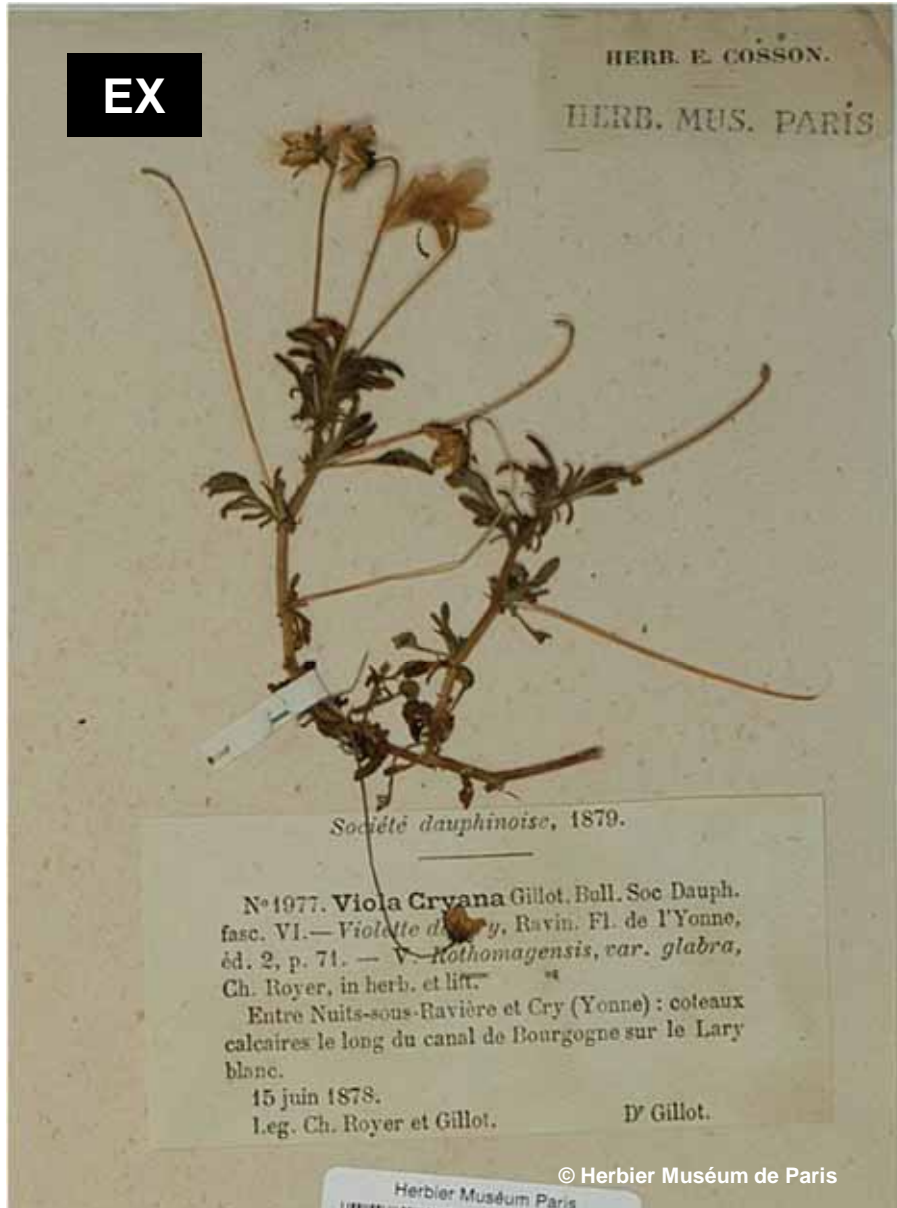 EX
HERB. E. COSSON.
HERB. MUS. PARIS
Société dauphinoise, 1879.
Nº 1977. Viola Cryana Gillot. Bull. Soc Dauph.
fasc. VI.— Violette de Cry, Ravin. Fl. de l'Yonne,
éd. 2, p. 71. — V. Rothomagensis, var. glabra,
Ch. Royer, in herb. et litt.
Entre Nuits-sous-Ravière et Cry (Yonne) : coteaux
calcaires le long du canal de Bourgogne sur le Lary
blanc.
15 juin 1878.
Leg. Ch. Royer et Gillot. Dr Gillot.
© Herbier Muséum de Paris
Herbier Muséum Paris